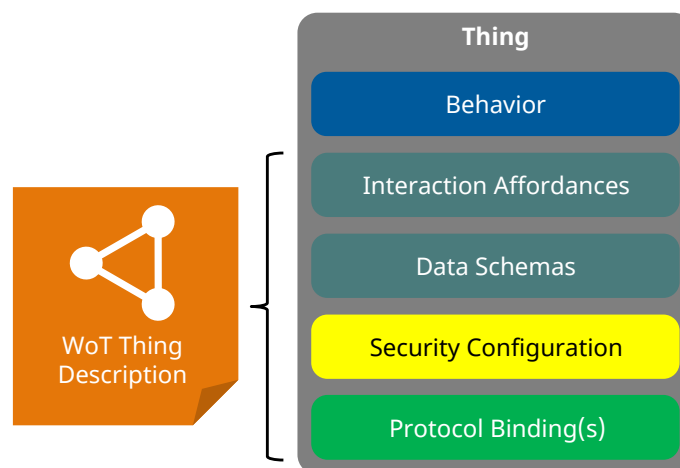 Thing
Behavior
Interaction Affordances
Data Schemas
Security Configuration
Protocol Binding(s)
WoT Thing
Description